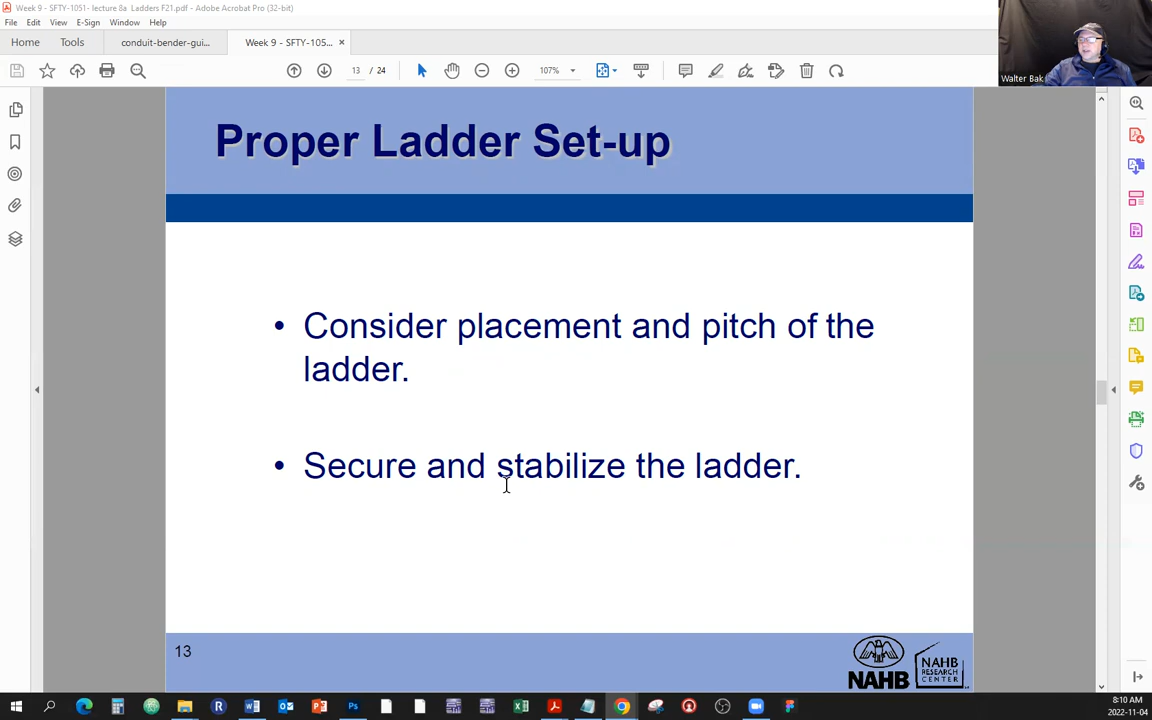 Week 9 - SFTY-1051- lecture 8a  Ladders F21.pdf - Adobe Acrobat Pro (32-bit)
File Edit View E-Sign Window Help
Home Tools conduit-bender-gui... Week 9 - SFTY-105... ×
13 / 24 107%
Walter Bak
Proper Ladder Set-up
• Consider placement and pitch of the
ladder.
• Secure and stabilize the ladder.
13
NAHB
NAHB
RESEARCH
CENTER
8:10 AM
2022-11-04